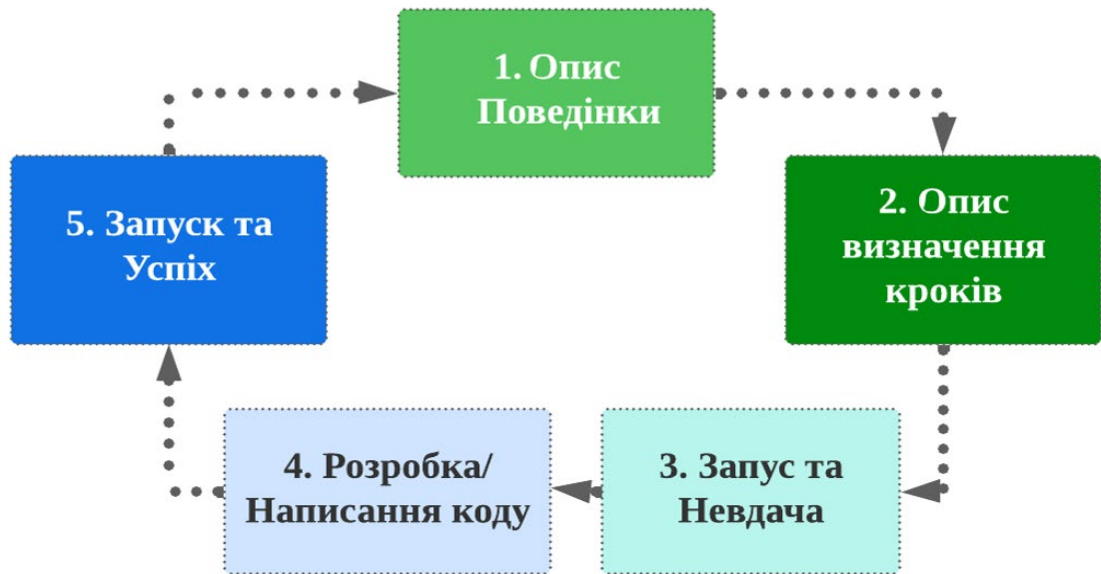 1. Опис
Поведінки
2. Опис
визначення
кроків
3. Запус та
Невдача
4. Розробка/
Написання коду
5. Запуск та
Успіх